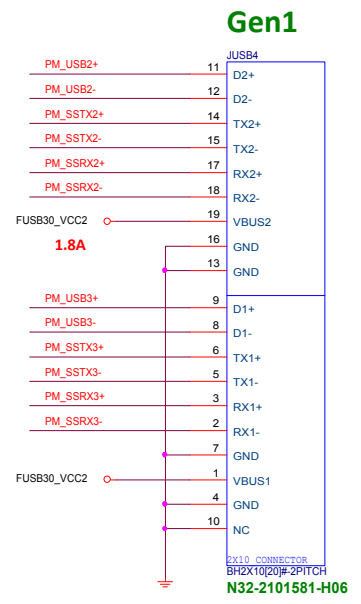 Gen1
JUSB4
PM_USB2+ 11 D2+
PM_USB2- 12 D2-
PM_SSTX2+ 14 TX2+
PM_SSTX2- 15 TX2-
PM_SSRX2+ 17 RX2+
PM_SSRX2- 18 RX2-
FUSB30_VCC2 19 VBUS2
1.8A 16 GND
13 GND
PM_USB3+ 9 D1+
PM_USB3- 8 D1-
PM_SSTX3+ 6 TX1+
PM_SSTX3- 5 TX1-
PM_SSRX3+ 3 RX1+
PM_SSRX3- 2 RX1-
7 GND
FUSB30_VCC2 1 VBUS1
4 GND
10 NC
2X10 CONNECTOR
BH2X10[20]#-2PITCH
N32-2101581-H06